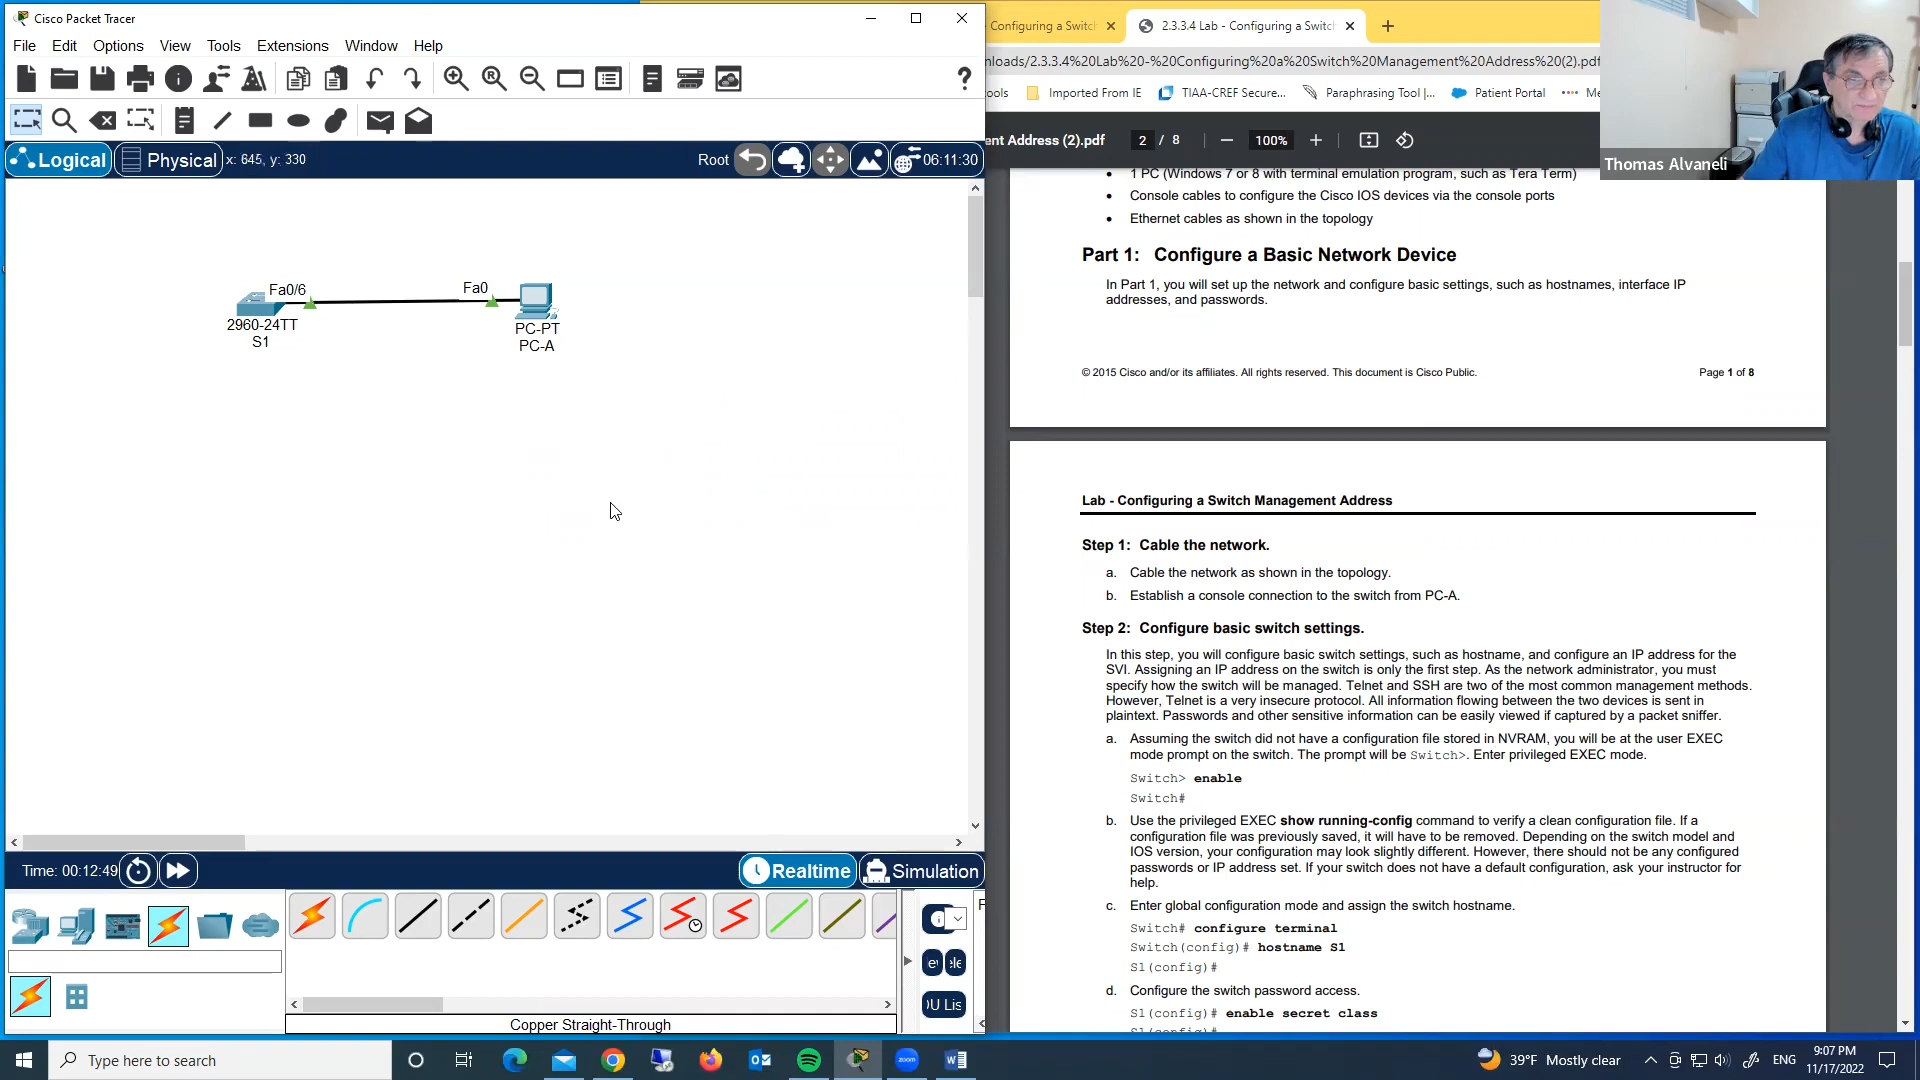 Cisco Packet Tracer
File Edit Options View Tools Extensions Window Help
Logical Physical x: 645, y: 330 Root 06:11:30
Fa0/6 Fa0
2960-24TT
S1
PC-PT
PC-A
Time: 00:12:49 Realtime Simulation
Copper Straight-Through
Configuring a Switch
2.3.3.4 Lab - Configuring a Switch
nloads/2.3.3.4%20Lab%20-%20Configuring%20a%20Switch%20Management%20Address%20(2).pdf
ools Imported From IE TIAA-CREF Secure... Paraphrasing Tool |... Patient Portal Me
ent Address (2).pdf 2 / 8 100%
Thomas Alvaneli
• 1 PC (Windows 7 or 8 with terminal emulation program, such as Tera Term)
• Console cables to configure the Cisco IOS devices via the console ports
• Ethernet cables as shown in the topology
Part 1: Configure a Basic Network Device
In Part 1, you will set up the network and configure basic settings, such as hostnames, interface IP
addresses, and passwords.
© 2015 Cisco and/or its affiliates. All rights reserved. This document is Cisco Public. Page 1 of 8
Lab - Configuring a Switch Management Address
Step 1: Cable the network.
a. Cable the network as shown in the topology.
b. Establish a console connection to the switch from PC-A.
Step 2: Configure basic switch settings.
In this step, you will configure basic switch settings, such as hostname, and configure an IP address for the
SVI. Assigning an IP address on the switch is only the first step. As the network administrator, you must
specify how the switch will be managed. Telnet and SSH are two of the most common management methods.
However, Telnet is a very insecure protocol. All information flowing between the two devices is sent in
plaintext. Passwords and other sensitive information can be easily viewed if captured by a packet sniffer.
a. Assuming the switch did not have a configuration file stored in NVRAM, you will be at the user EXEC
mode prompt on the switch. The prompt will be Switch>. Enter privileged EXEC mode.
Switch> enable
Switch#
b. Use the privileged EXEC show running-config command to verify a clean configuration file. If a
configuration file was previously saved, it will have to be removed. Depending on the switch model and
IOS version, your configuration may look slightly different. However, there should not be any configured
passwords or IP address set. If your switch does not have a default configuration, ask your instructor for
help.
c. Enter global configuration mode and assign the switch hostname.
Switch# configure terminal
Switch(config)# hostname S1
S1(config)#
d. Configure the switch password access.
S1(config)# enable secret class
S1(config)#
Type here to search
39°F Mostly clear ENG
9:07 PM
11/17/2022